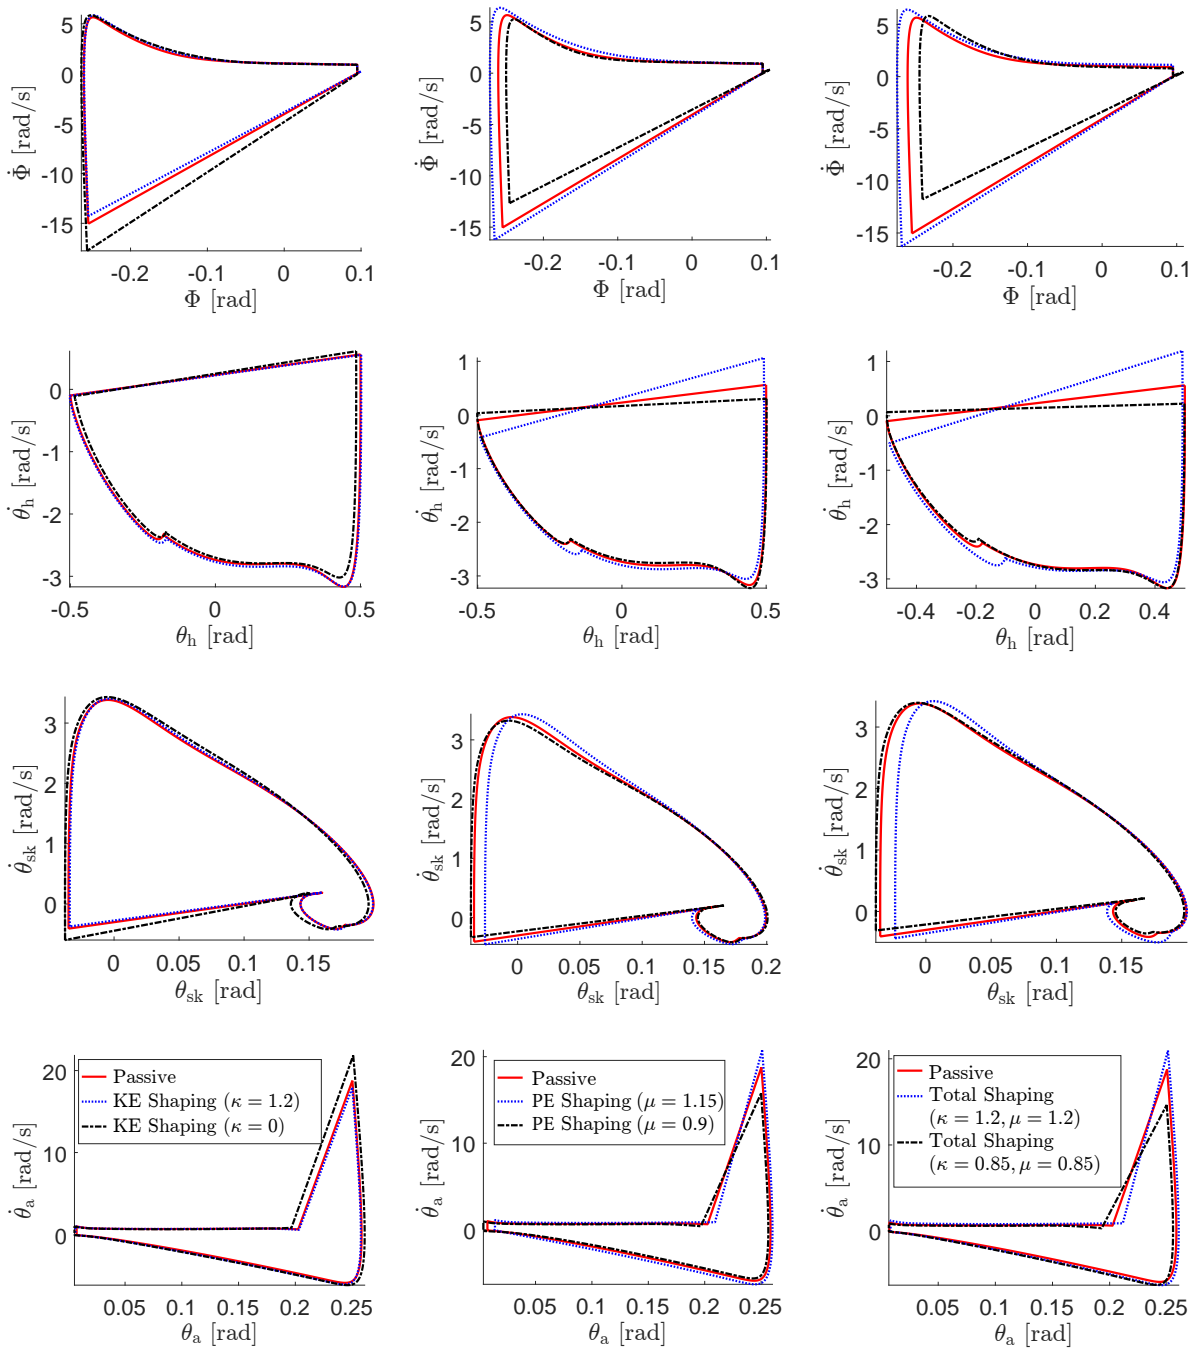 5
0
-5
-10
-15
Φ̇ [rad/s]
-0.2
-0.1
0
0.1
Φ [rad]
5
0
-5
-10
-15
Φ̇ [rad/s]
-0.2
-0.1
0
0.1
Φ [rad]
5
0
-5
-10
-15
Φ̇ [rad/s]
-0.2
-0.1
0
0.1
Φ [rad]
0
-1
-2
-3
θ̇h [rad/s]
-0.5
0
0.5
θh [rad]
1
0
-1
-2
-3
θ̇h [rad/s]
-0.5
0
0.5
θh [rad]
1
0
-1
-2
-3
θ̇h [rad/s]
-0.4
-0.2
0
0.2
0.4
θh [rad]
3
2
1
0
θ̇sk [rad/s]
0
0.05
0.1
0.15
θsk [rad]
3
2
1
0
θ̇sk [rad/s]
0
0.05
0.1
0.15
0.2
θsk [rad]
3
2
1
0
θ̇sk [rad/s]
0
0.05
0.1
0.15
θsk [rad]
20
10
0
θ̇a [rad/s]
Passive
KE Shaping (κ = 1.2)
KE Shaping (κ = 0)
0.05
0.1
0.15
0.2
0.25
θa [rad]
20
10
0
θ̇a [rad/s]
Passive
PE Shaping (μ = 1.15)
PE Shaping (μ = 0.9)
0.05
0.1
0.15
0.2
0.25
θa [rad]
20
10
0
θ̇a [rad/s]
Passive
Total Shaping
(κ = 1.2, μ = 1.2)
Total Shaping
(κ = 0.85, μ = 0.85)
0.05
0.1
0.15
0.2
0.25
θa [rad]